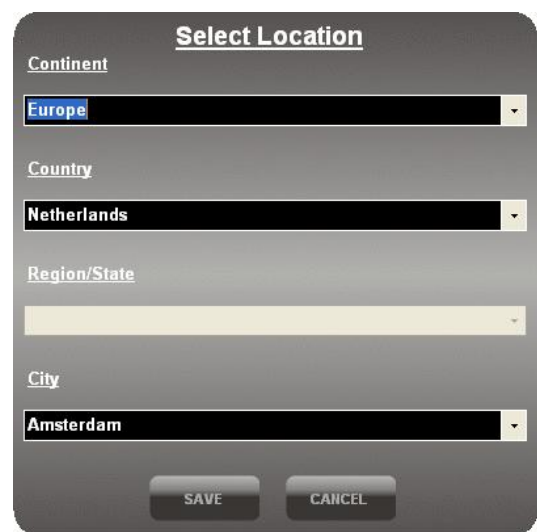 Select Location
Continent
Europe
Country
Netherlands
Region/State
City
Amsterdam
SAVE CANCEL